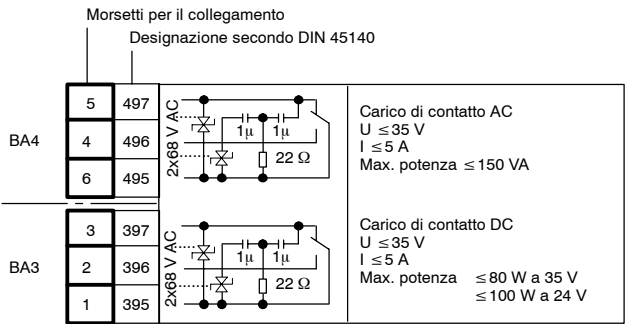 Morsetti per il collegamento
Designazione secondo DIN 45140
BA4
5 497
4 496
6 495
2x68 V AC
1µ 1µ
22 Ω
Carico di contatto AC
U ≤35 V
I ≤5 A
Max. potenza ≤150 VA
BA3
3 397
2 396
1 395
2x68 V AC
1µ 1µ
22 Ω
Carico di contatto DC
U ≤35 V
I ≤5 A
Max. potenza ≤80 W a 35 V
≤100 W a 24 V